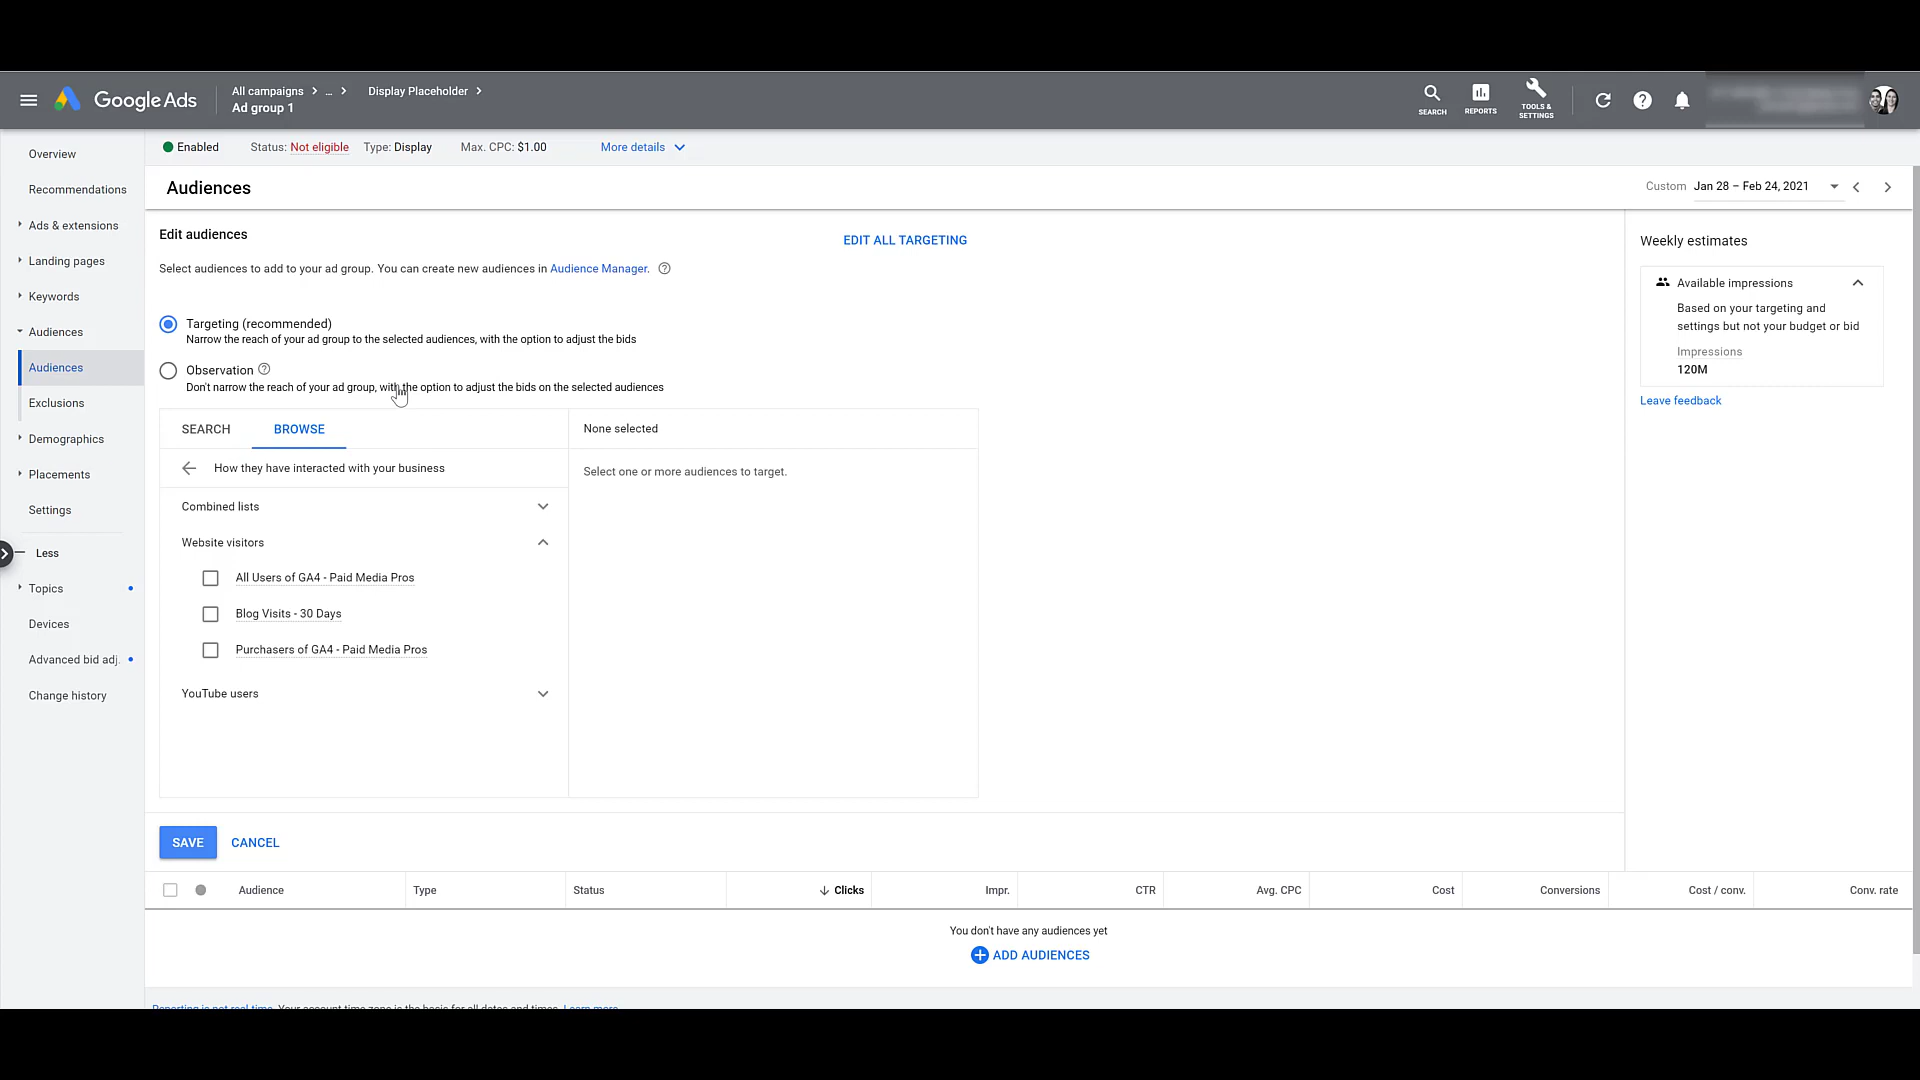 Google Ads
All campaigns > ... > Display Placeholder >
Ad group 1
SEARCH
REPORTS
TOOLS &
SETTINGS
Overview
Recommendations
Ads & extensions
Landing pages
Keywords
Audiences
Audiences
Exclusions
Demographics
Placements
Settings
Less
Topics
Devices
Advanced bid adj.
Change history
Enabled Status: Not eligible Type: Display Max. CPC: $1.00 More details
Audiences
Custom Jan 28 – Feb 24, 2021
Edit audiences
EDIT ALL TARGETING
Select audiences to add to your ad group. You can create new audiences in Audience Manager.
Targeting (recommended)
Narrow the reach of your ad group to the selected audiences, with the option to adjust the bids
Observation
Don't narrow the reach of your ad group, with the option to adjust the bids on the selected audiences
SEARCH BROWSE
How they have interacted with your business
Combined lists
Website visitors
All Users of GA4 - Paid Media Pros
Blog Visits - 30 Days
Purchasers of GA4 - Paid Media Pros
YouTube users
None selected
Select one or more audiences to target.
Weekly estimates
Available impressions
Based on your targeting and
settings but not your budget or bid
Impressions
120M
Leave feedback
SAVE CANCEL
Audience Type Status Clicks Impr. CTR Avg. CPC Cost Conversions Cost / conv. Conv. rate
You don't have any audiences yet
ADD AUDIENCES
Reporting is not real-time. Your account time zone is the basis for all dates and times. Learn more